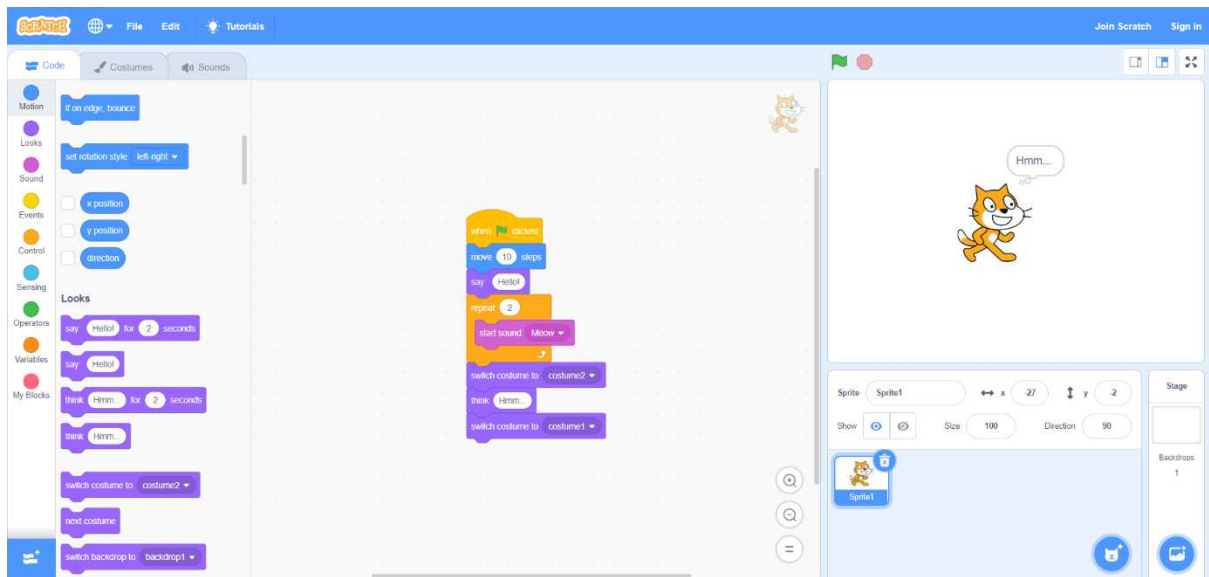 SCRATCH File Edit Tutorials Join Scratch Sign in
Code Costumes Sounds
Motion
Looks
Sound
Events
Control
Sensing
Operators
Variables
My Blocks
if on edge, bounce
set rotation style left-right
x position
y position
direction
Looks
say Hello! for 2 seconds
say Hello!
think Hmm... for 2 seconds
think Hmm...
switch costume to costume2
next costume
switch backdrop to backdrop1
when clicked
move 10 steps
say Hello!
repeat 2
start sound Meow
switch costume to costume2
think Hmm...
switch costume to costume1
Hmm...
Sprite Sprite1 x -27 y -2
Show Size 100 Direction 90
Sprite1
Stage
Backdrops
1